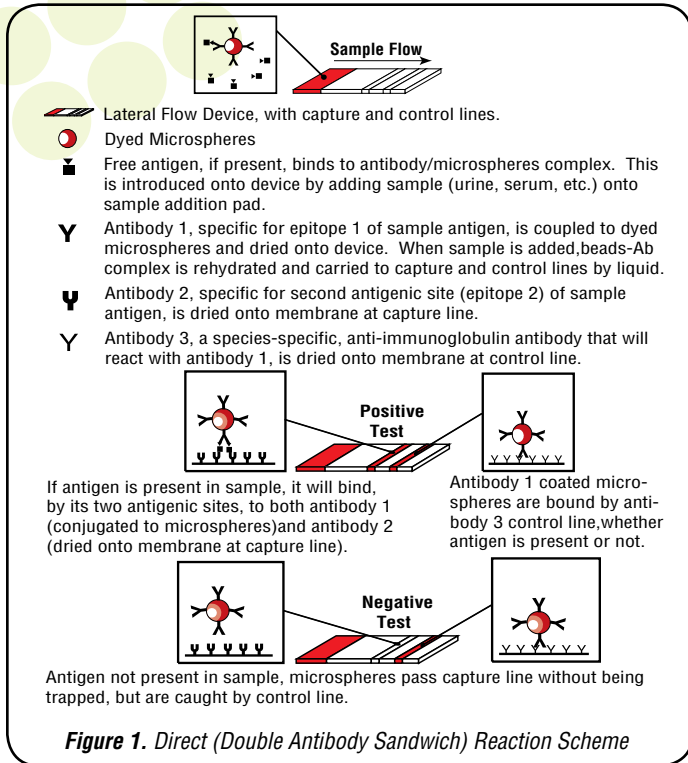 Sample Flow
Lateral Flow Device, with capture and control lines.
Dyed Microspheres
Free antigen, if present, binds to antibody/microspheres complex. This
is introduced onto device by adding sample (urine, serum, etc.) onto
sample addition pad.
Antibody 1, specific for epitope 1 of sample antigen, is coupled to dyed
microspheres and dried onto device. When sample is added,beads-Ab
complex is rehydrated and carried to capture and control lines by liquid.
Antibody 2, specific for second antigenic site (epitope 2) of sample
antigen, is dried onto membrane at capture line.
Antibody 3, a species-specific, anti-immunoglobulin antibody that will
react with antibody 1, is dried onto membrane at control line.
Positive
Test
If antigen is present in sample, it will bind,
by its two antigenic sites, to both antibody 1
(conjugated to microspheres)and antibody 2
(dried onto membrane at capture line).
Antibody 1 coated micro-
spheres are bound by anti-
body 3 control line,whether
antigen is present or not.
Negative
Test
Antigen not present in sample, microspheres pass capture line without being
trapped, but are caught by control line.
Figure 1. Direct (Double Antibody Sandwich) Reaction Scheme